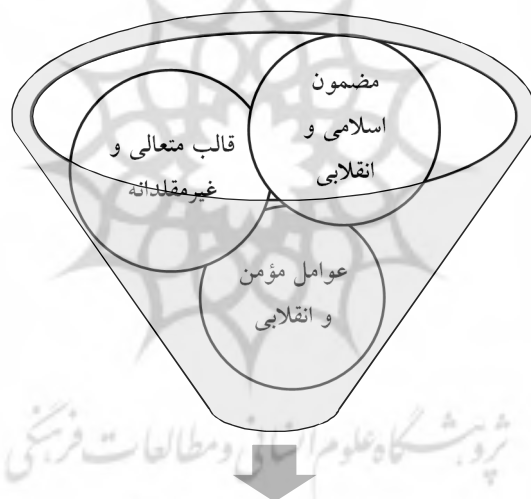 مضمون
اسلامی و
انقلابی
قالب متعالی و
غیرمقلدانه
عوامل مؤمن
و انقلابی
پژوهشگاه علوم انسانی و مطالعات فرهنگی